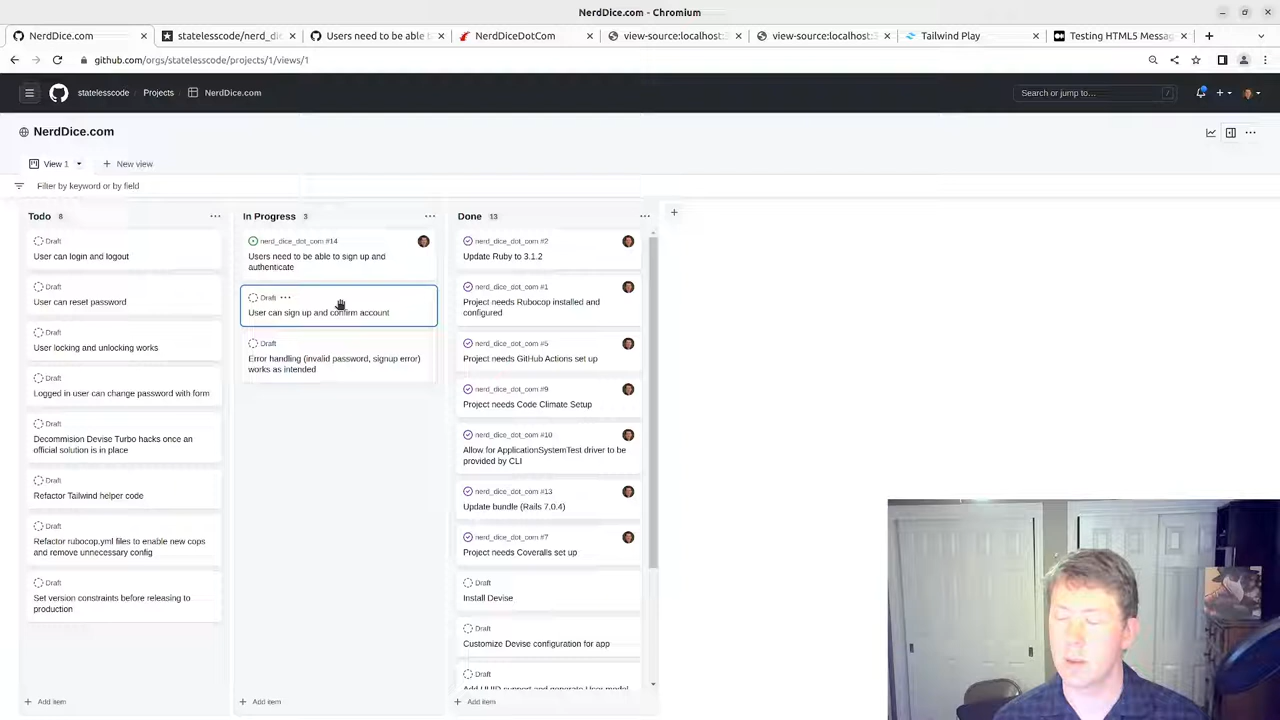 NerdDice.com - Chromium
NerdDice.com
statelesscode/nerd_dic
Users need to be able t
NerdDiceDotCom
view-source:localhost:3
view-source:localhost:3
Tailwind Play
Testing HTML5 Messag
github.com/orgs/statelesscode/projects/1/views/1
statelesscode / Projects / NerdDice.com
Search or jump to…
/
NerdDice.com
View 1
New view
Filter by keyword or by field
Todo 8
Draft
User can login and logout
Draft
User can reset password
Draft
User locking and unlocking works
Draft
Logged in user can change password with form
Draft
Decommision Devise Turbo hacks once an
official solution is in place
Draft
Refactor Tailwind helper code
Draft
Refactor rubocop.yml files to enable new cops
and remove unnecessary config
Draft
Set version constraints before releasing to
production
Add item
In Progress 3
nerd_dice_dot_com #14
Users need to be able to sign up and
authenticate
Draft
User can sign up and confirm account
Draft
Error handling (invalid password, signup error)
works as intended
Add item
Done 13
nerd_dice_dot_com #2
Update Ruby to 3.1.2
nerd_dice_dot_com #1
Project needs Rubocop installed and
configured
nerd_dice_dot_com #5
Project needs GitHub Actions set up
nerd_dice_dot_com #9
Project needs Code Climate Setup
nerd_dice_dot_com #10
Allow for ApplicationSystemTest driver to be
provided by CLI
nerd_dice_dot_com #13
Update bundle (Rails 7.0.4)
nerd_dice_dot_com #7
Project needs Coveralls set up
Draft
Install Devise
Draft
Customize Devise configuration for app
Draft
Add UUID support and generate User model
Add item